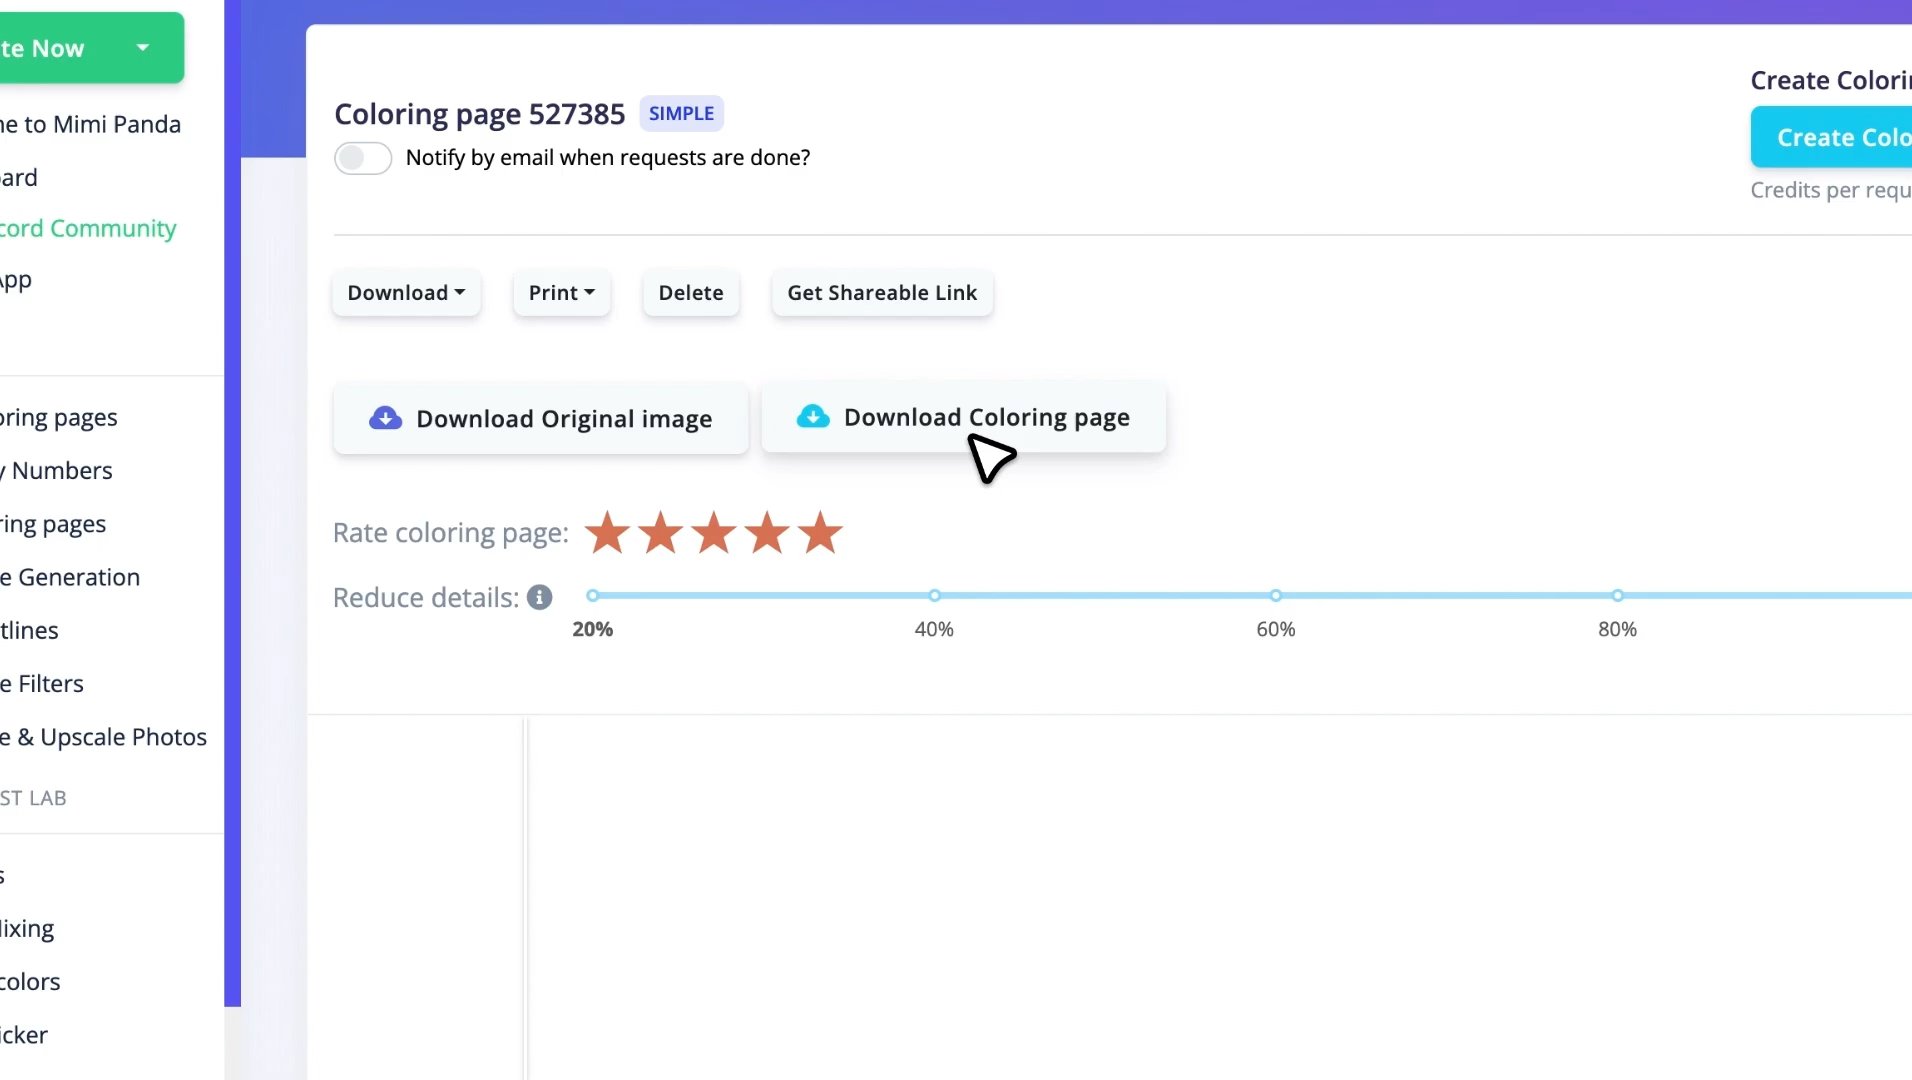 te Now
ne to Mimi Panda
ard
cord Community
App
oring pages
y Numbers
ring pages
e Generation
tlines
e Filters
e & Upscale Photos
ST LAB
s
ixing
colors
icker
Coloring page 527385 SIMPLE
Notify by email when requests are done?
Create Colorin
Create Colo
Credits per requ
Download
Print
Delete
Get Shareable Link
Download Original image
Download Coloring page
Rate coloring page:
Reduce details:
20% 40% 60% 80%